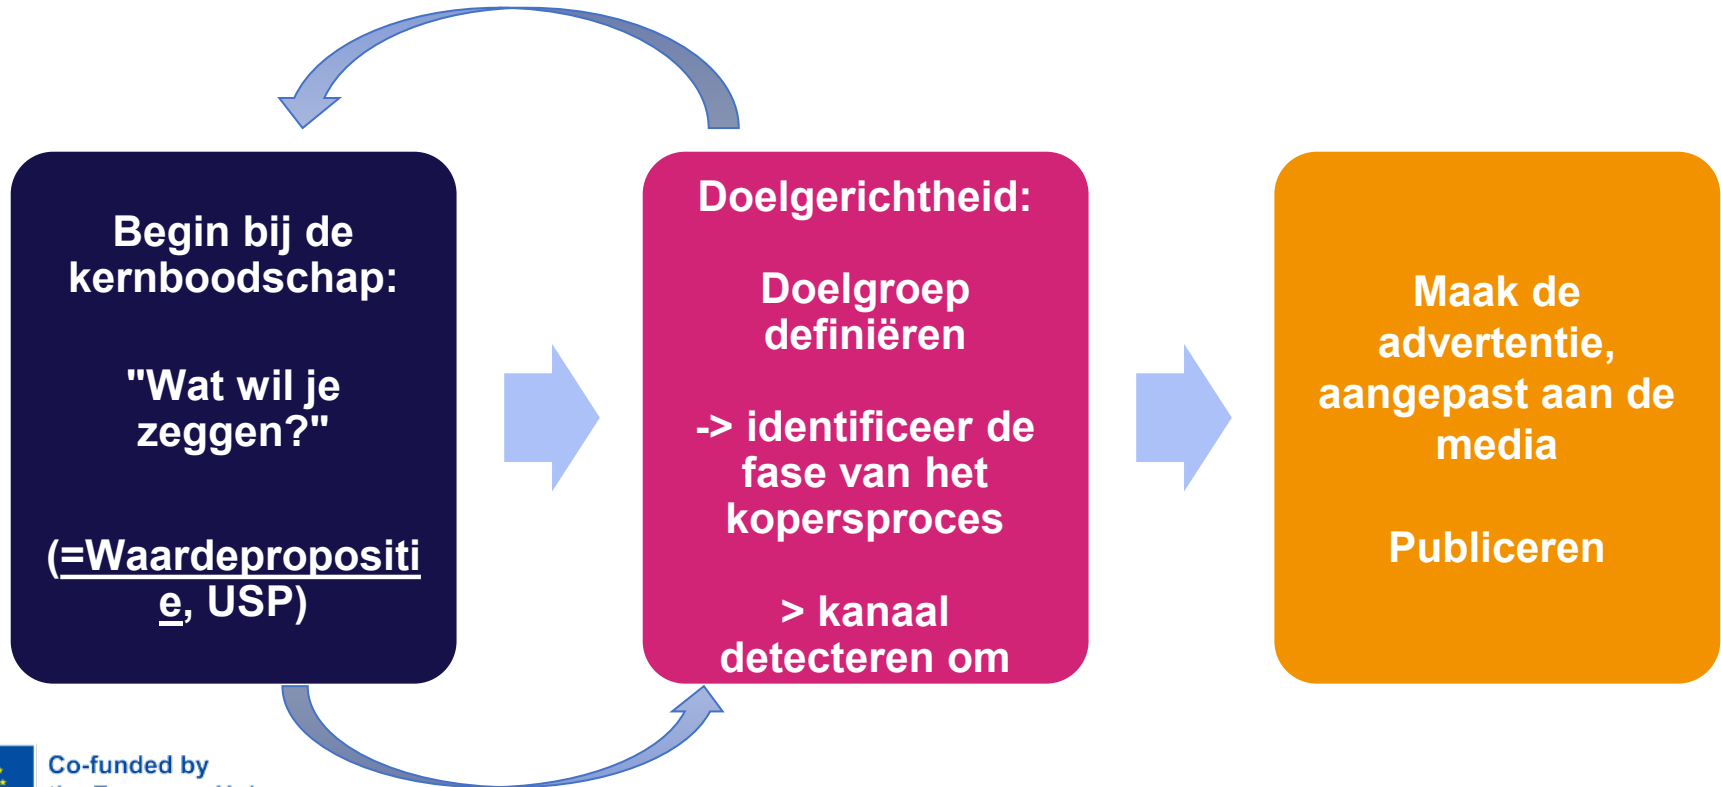 Begin bij de
kernboodschap:
"Wat wil je
zeggen?"
(=Waardepropositi
e, USP)
Doelgerichtheid:
Doelgroep
definiëren
-> identificeer de
fase van het
kopersproces
> kanaal
detecteren om
Maak de
advertentie,
aangepast aan de
media
Publiceren
Co-funded by